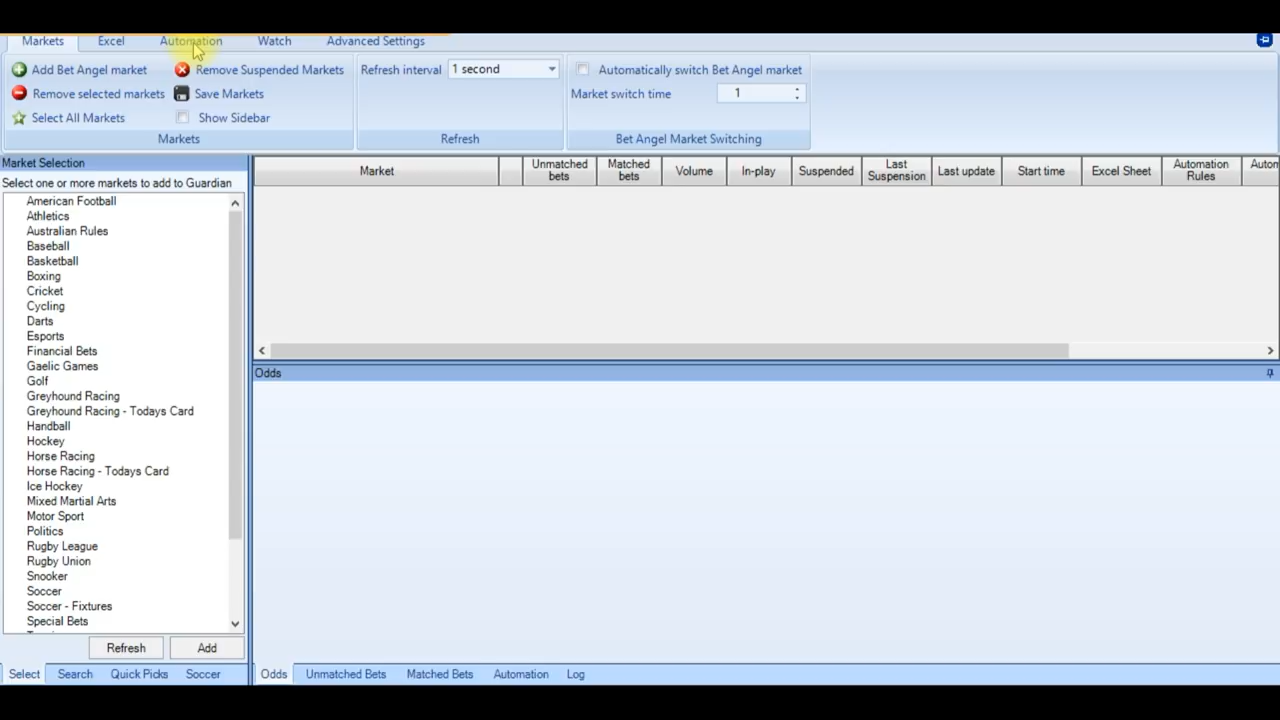 Markets Excel Automation Watch Advanced Settings
Add Bet Angel market Remove Suspended Markets Refresh interval 1 second Automatically switch Bet Angel market
Remove selected markets Save Markets Market switch time 1
Select All Markets Show Sidebar
Markets Refresh Bet Angel Market Switching
Market Selection
Select one or more markets to add to Guardian
American Football
Athletics
Australian Rules
Baseball
Basketball
Boxing
Cricket
Cycling
Darts
Esports
Financial Bets
Gaelic Games
Golf
Greyhound Racing
Greyhound Racing - Todays Card
Handball
Hockey
Horse Racing
Horse Racing - Todays Card
Ice Hockey
Mixed Martial Arts
Motor Sport
Politics
Rugby League
Rugby Union
Snooker
Soccer
Soccer - Fixtures
Special Bets
Refresh Add
Select Search Quick Picks Soccer
Market Unmatched bets Matched bets Volume In-play Suspended Last Suspension Last update Start time Excel Sheet Automation Rules Autom
Odds
Odds Unmatched Bets Matched Bets Automation Log